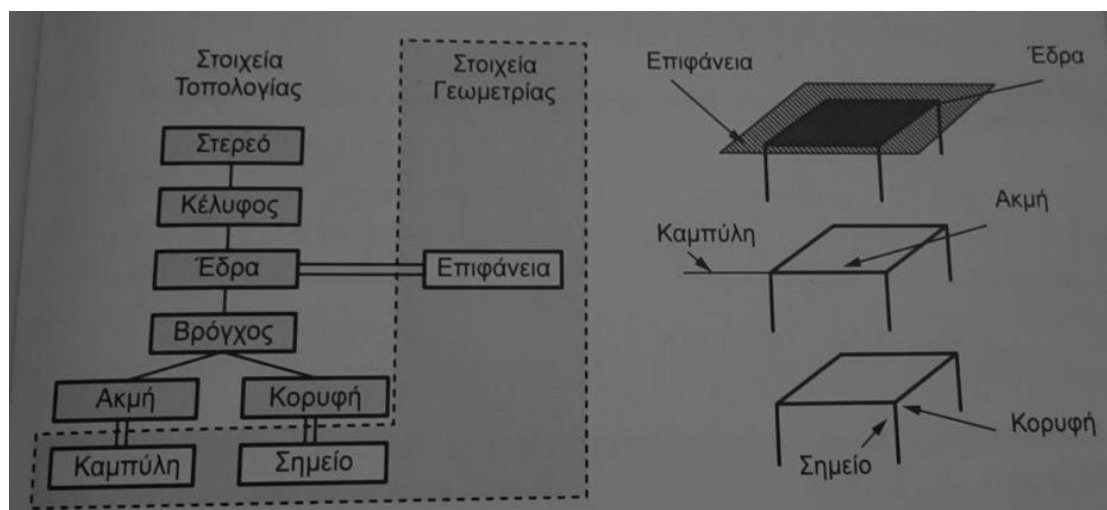 Στοιχεία
Τοπολογίας
Στοιχεία
Γεωμετρίας
Στερεό
Κέλυφος
Έδρα
Επιφάνεια
Βρόγχος
Ακμή
Κορυφή
Καμπύλη
Σημείο
Επιφάνεια
Έδρα
Καμπύλη
Ακμή
Σημείο
Κορυφή